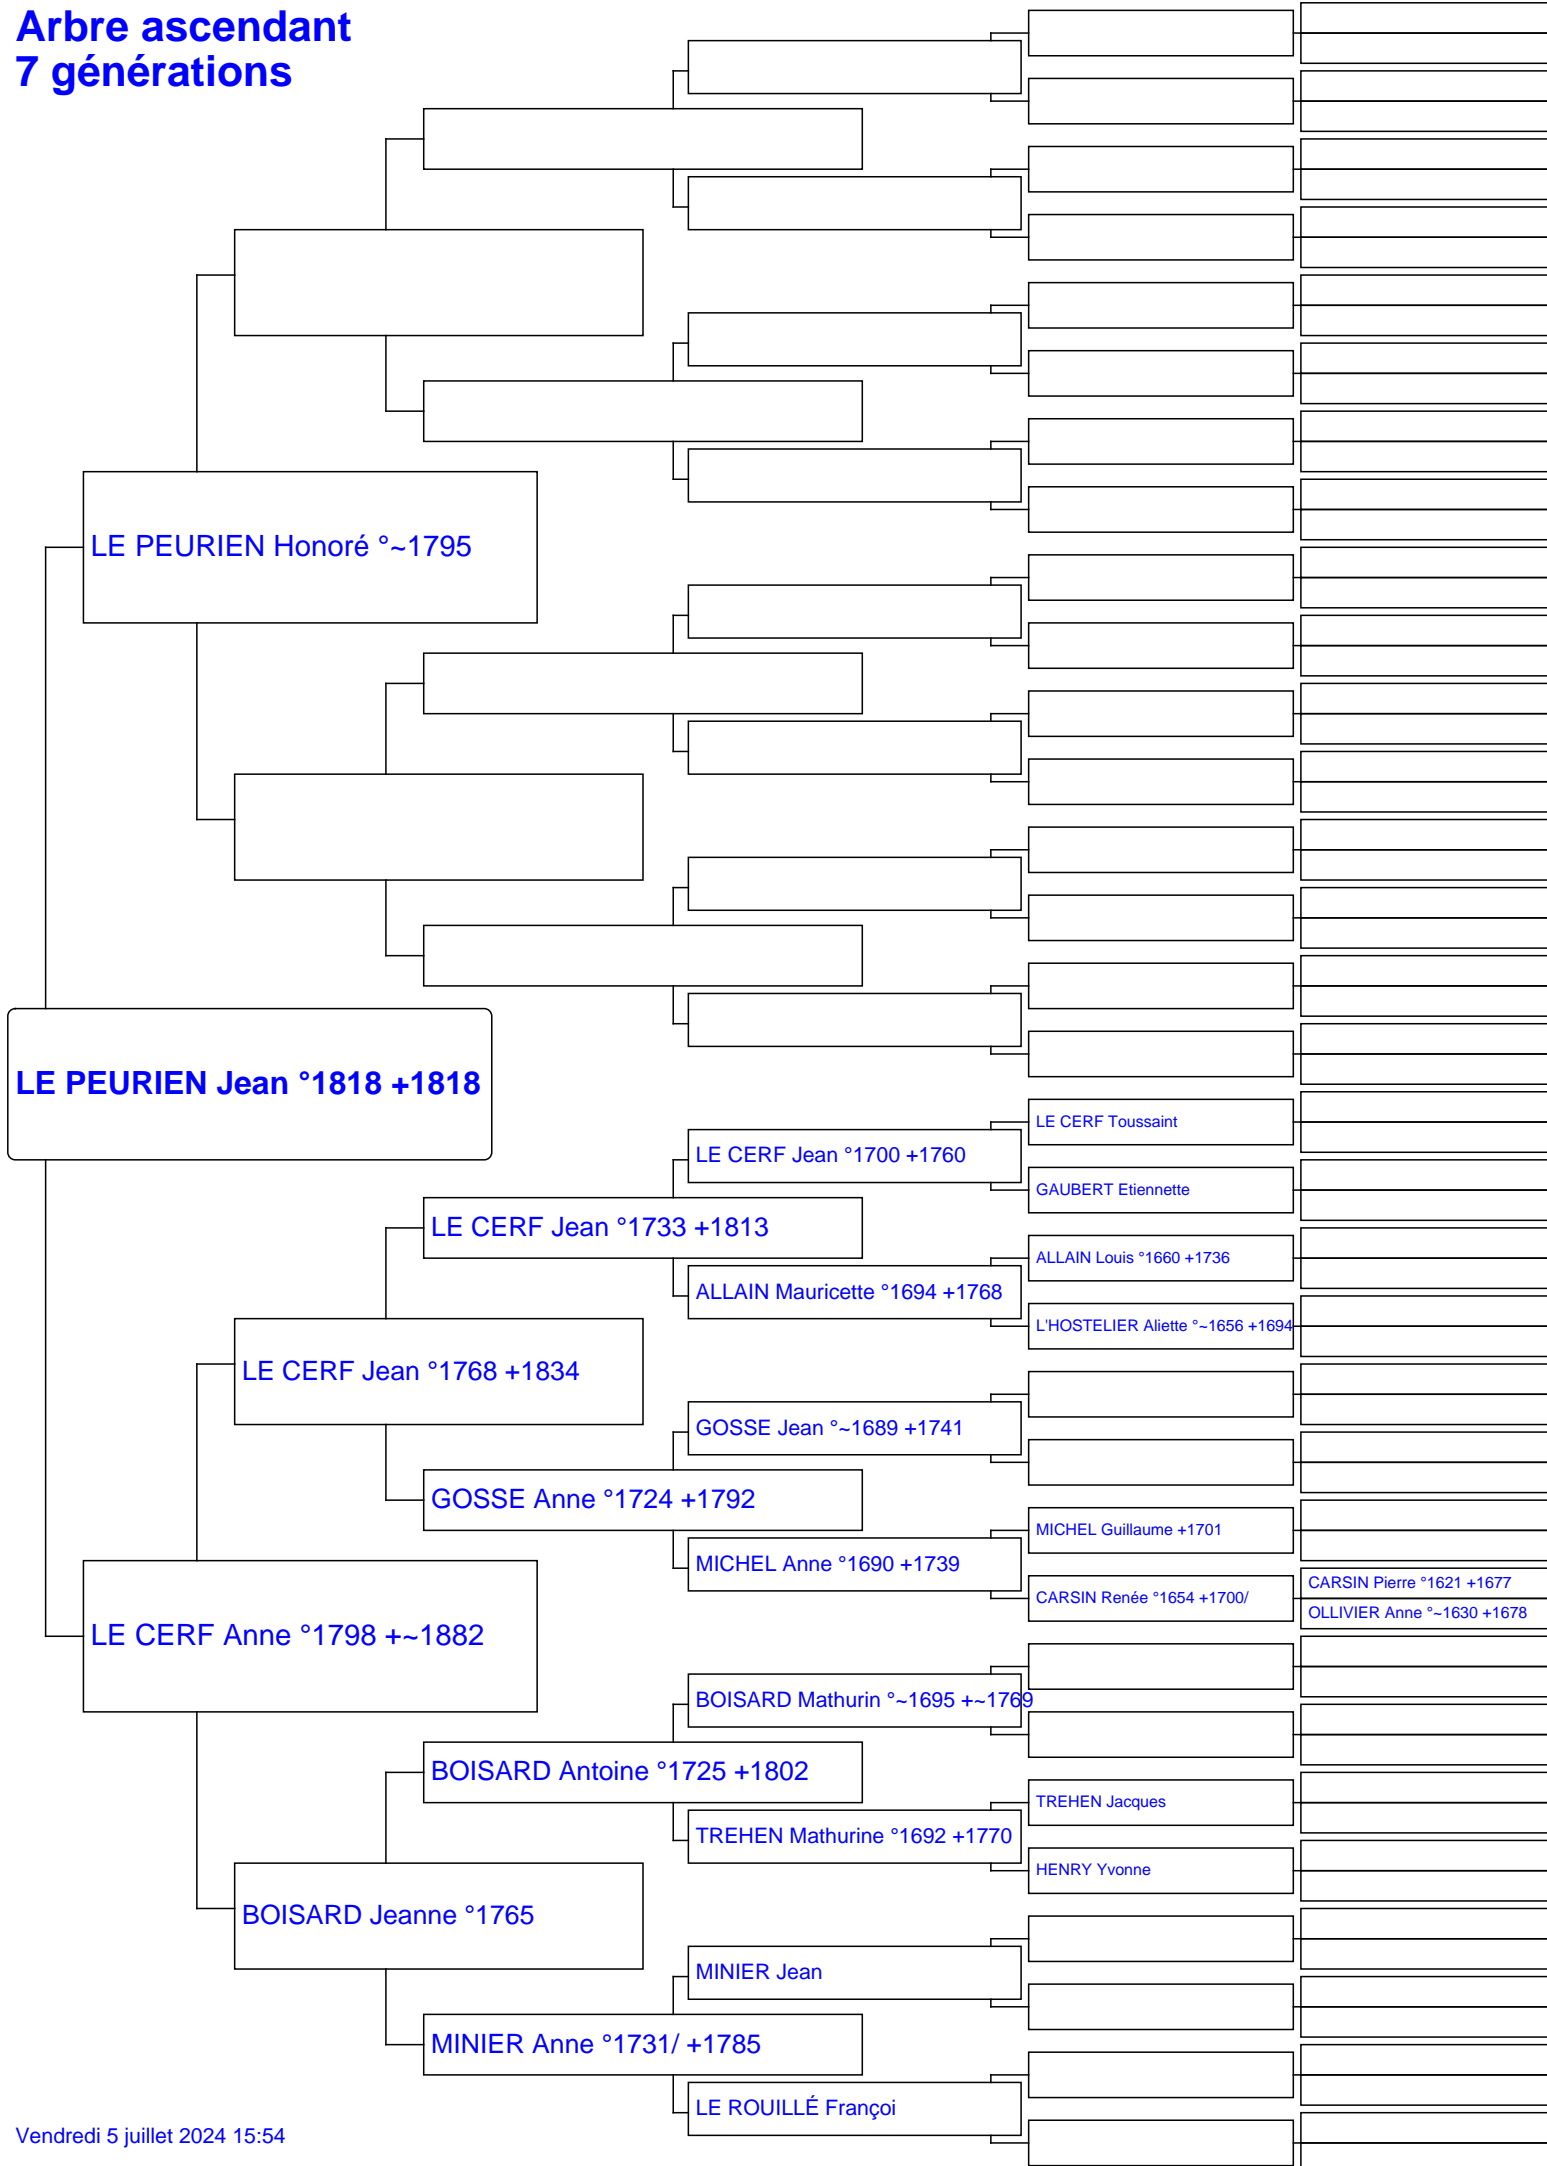 Arbre ascendant
7 générations
LE PEURIEN Honoré °~1795
LE PEURIEN Jean °1818 +1818
LE CERF Toussaint
LE CERF Jean °1700 +1760
GAUBERT Etiennette
LE CERF Jean °1733 +1813
ALLAIN Louis °1660 +1736
ALLAIN Mauricette °1694 +1768
L'HOSTELIER Aliette °~1656 +1694
LE CERF Jean °1768 +1834
GOSSE Jean °~1689 +1741
GOSSE Anne °1724 +1792
MICHEL Guillaume +1701
MICHEL Anne °1690 +1739
CARSIN Pierre °1621 +1677
CARSIN Renée °1654 +1700/
OLLIVIER Anne °~1630 +1678
LE CERF Anne °1798 +~1882
BOISARD Mathurin °~1695 +~1769
BOISARD Antoine °1725 +1802
TREHEN Jacques
TREHEN Mathurine °1692 +1770
HENRY Yvonne
BOISARD Jeanne °1765
MINIER Jean
MINIER Anne °1731/ +1785
LE ROUILLÉ Françoi
Vendredi 5 juillet 2024 15:54